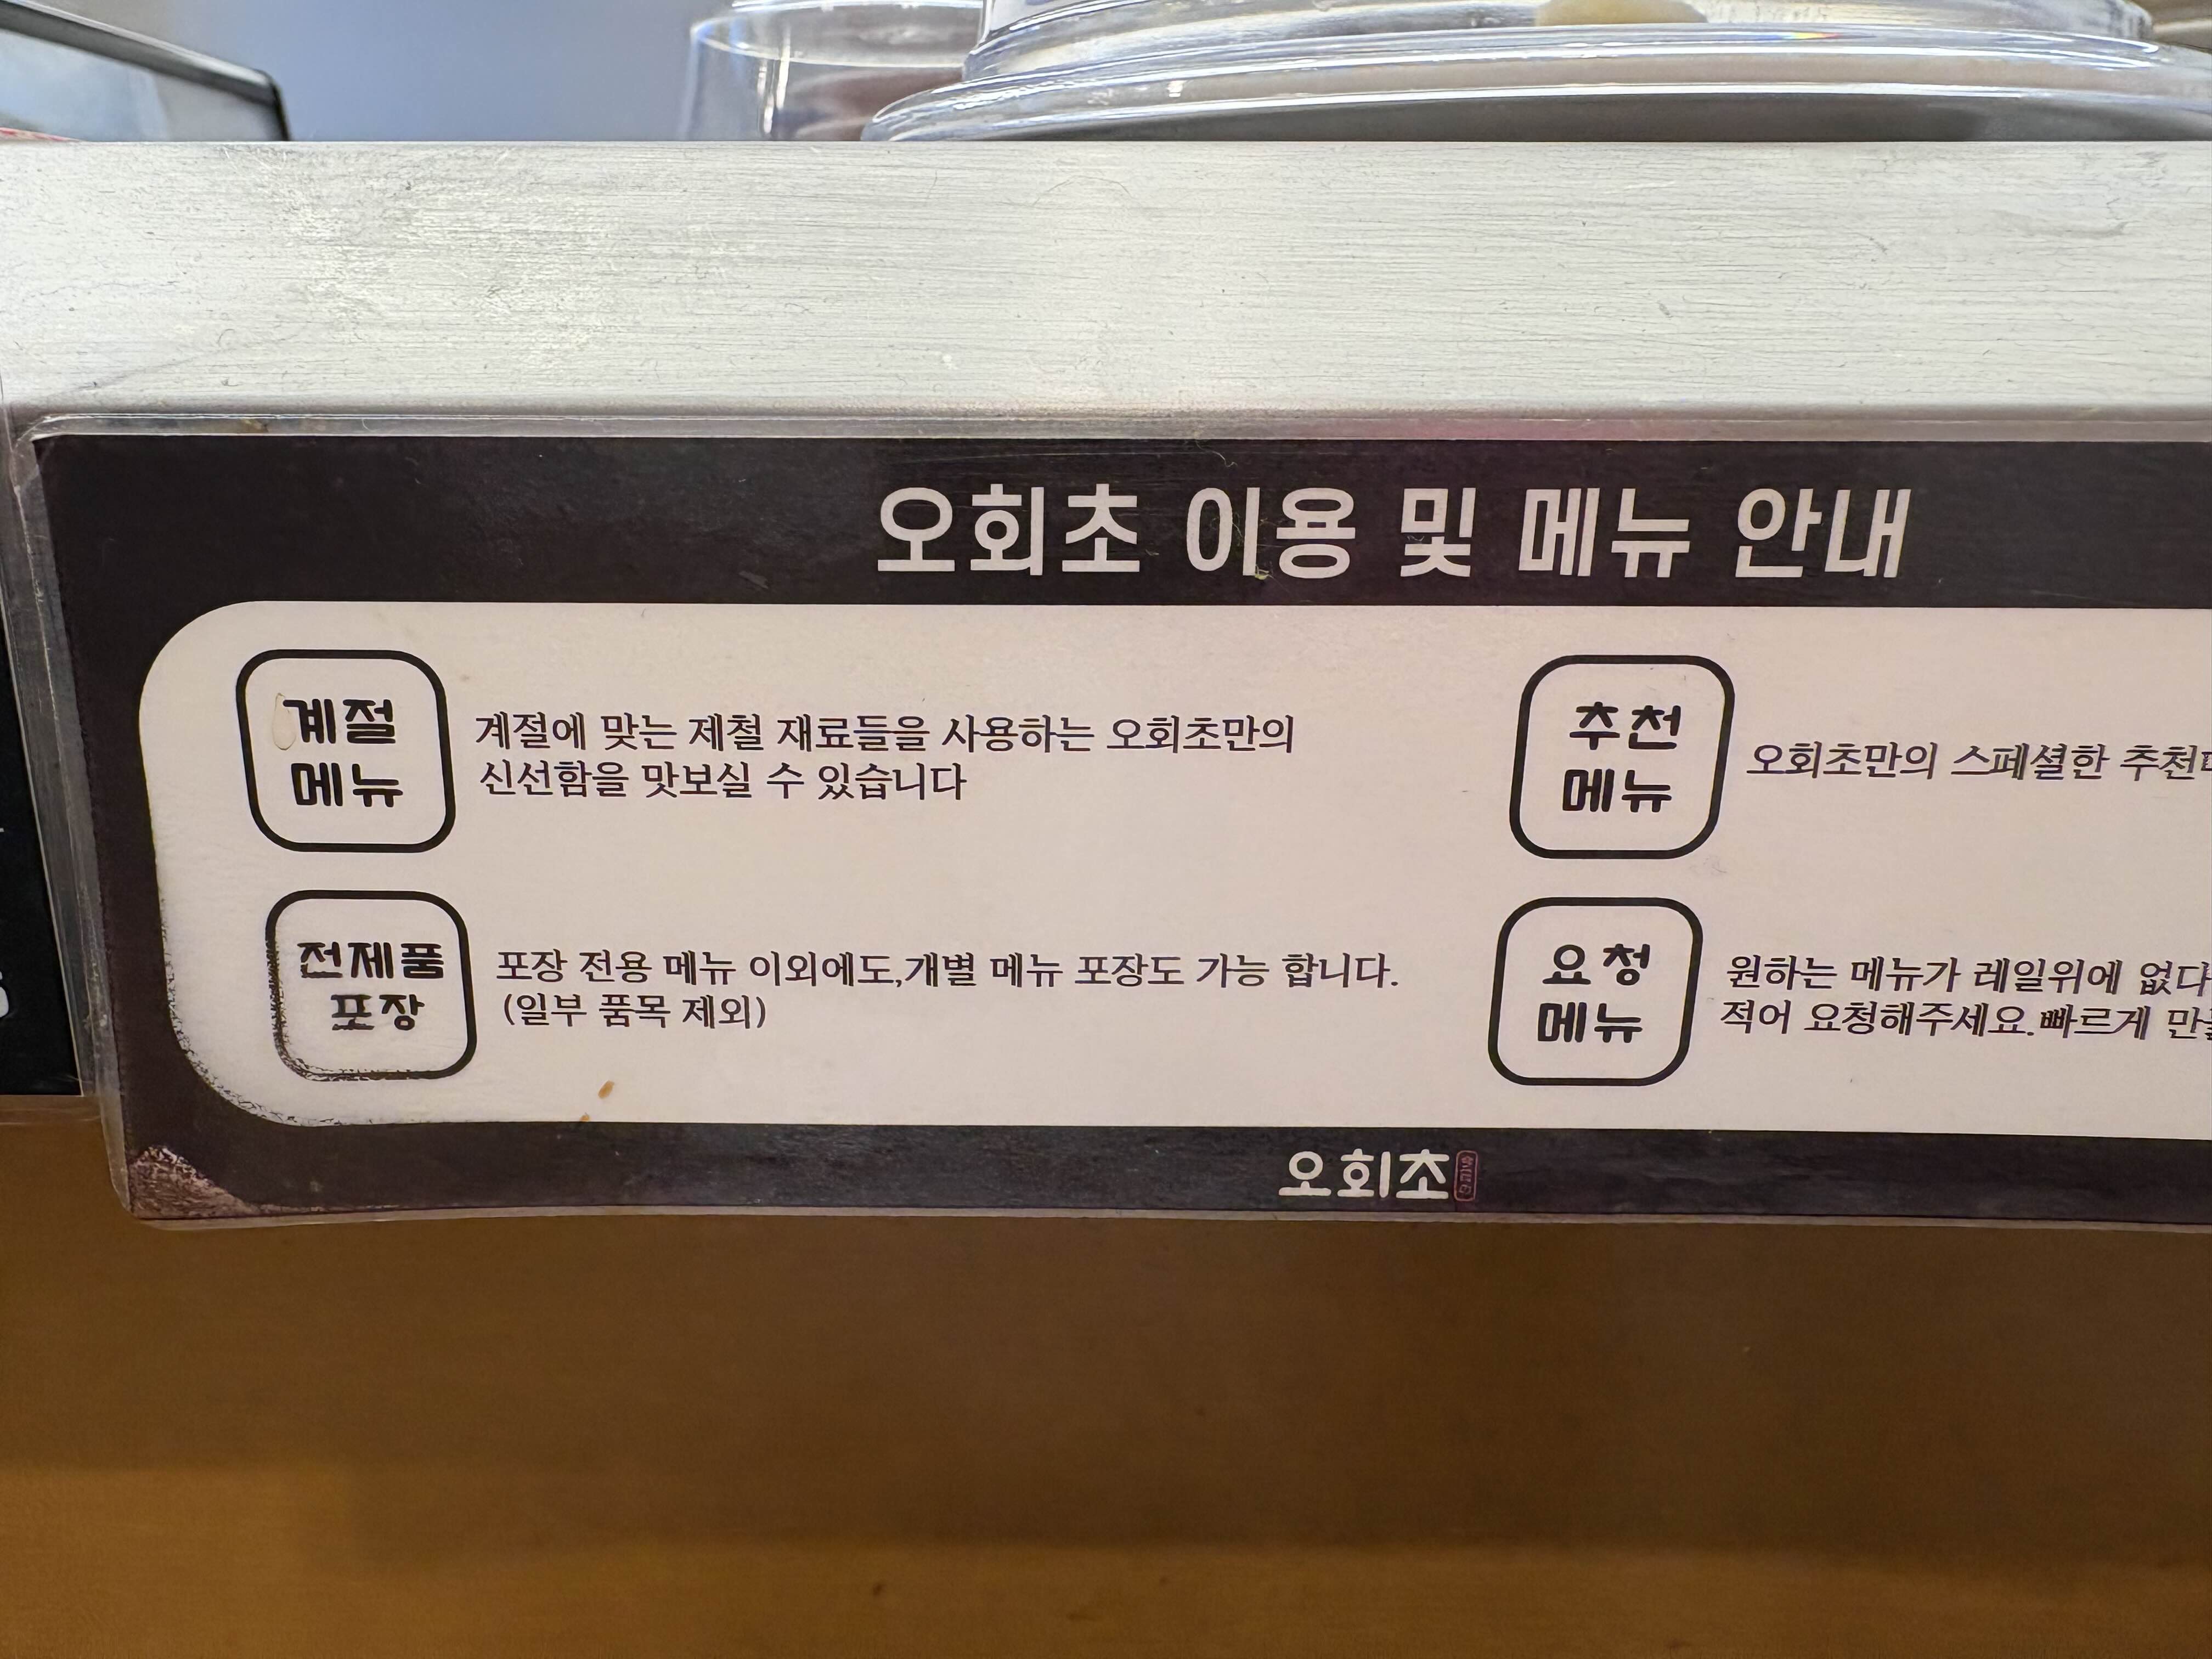 오회초 이용 및 메뉴 안내
계절
메뉴
계절에 맞는 제철 재료들을 사용하는 오회초만의
신선함을 맛보실 수 있습니다
추천
메뉴
오회초만의 스페셜한
전제품
포장
포장 전용 메뉴 이외에도,개별 메뉴 포장도 가능 합니다.
(일부 품목 제외)
요청
메뉴
원하는 메뉴가 레일위에
적어 요청해주세요.빠르게
오회초